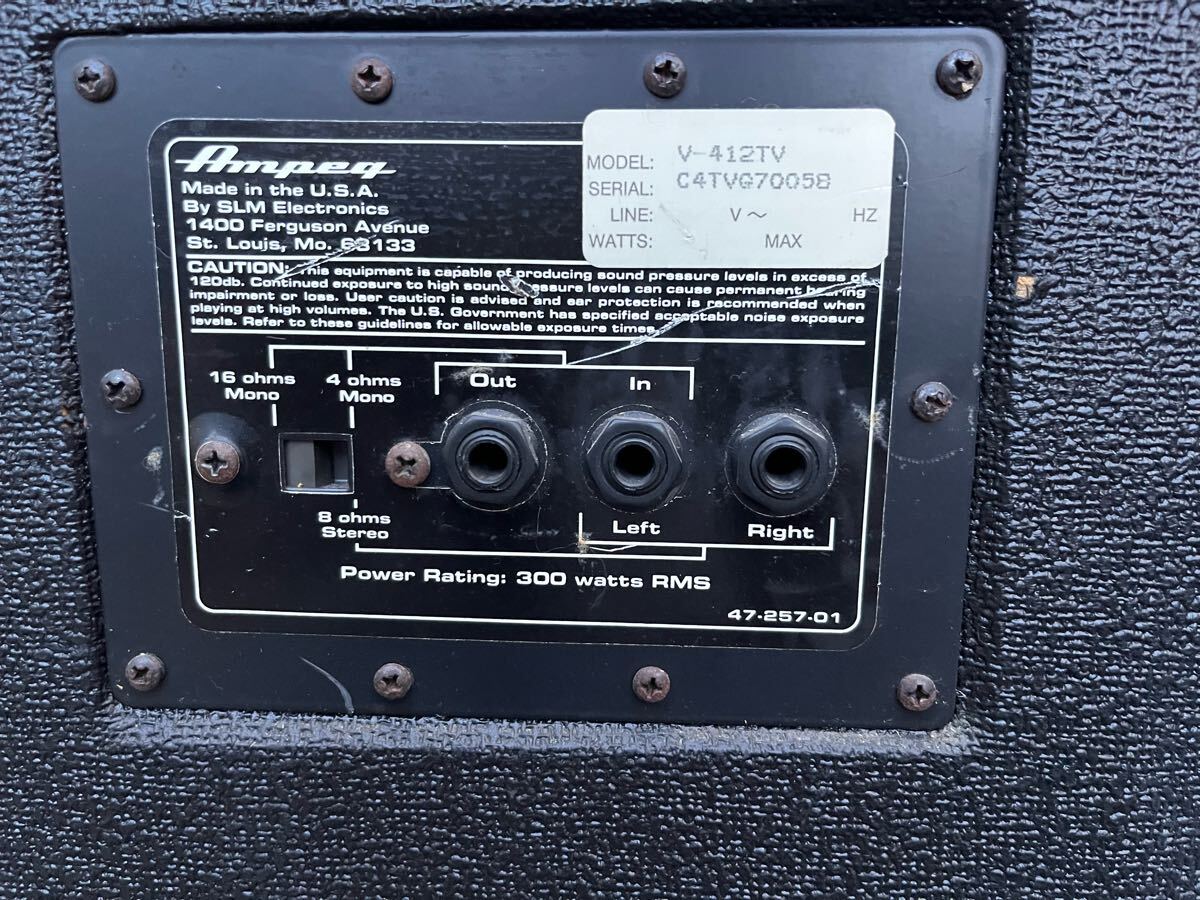 Ampeg
Made in the U.S.A.
By SLM Electronics
1400 Ferguson Avenue
St. Louis, Mo. 63133
MODEL: V-412TV
SERIAL: C4TVG70058
LINE: V~ HZ
WATTS: MAX
CAUTION: This equipment is capable of producing sound pressure levels in excess of
120db. Continued exposure to high sound pressure levels can cause permanent hearing
impairment or loss. User caution is advised and ear protection is recommended when
playing at high volumes. The U.S. Government has specified acceptable noise exposure
levels. Refer to these guidelines for allowable exposure times.
16 ohms
Mono
4 ohms
Mono
Out
In
8 ohms
Stereo
Left
Right
Power Rating: 300 watts RMS
47-257-01